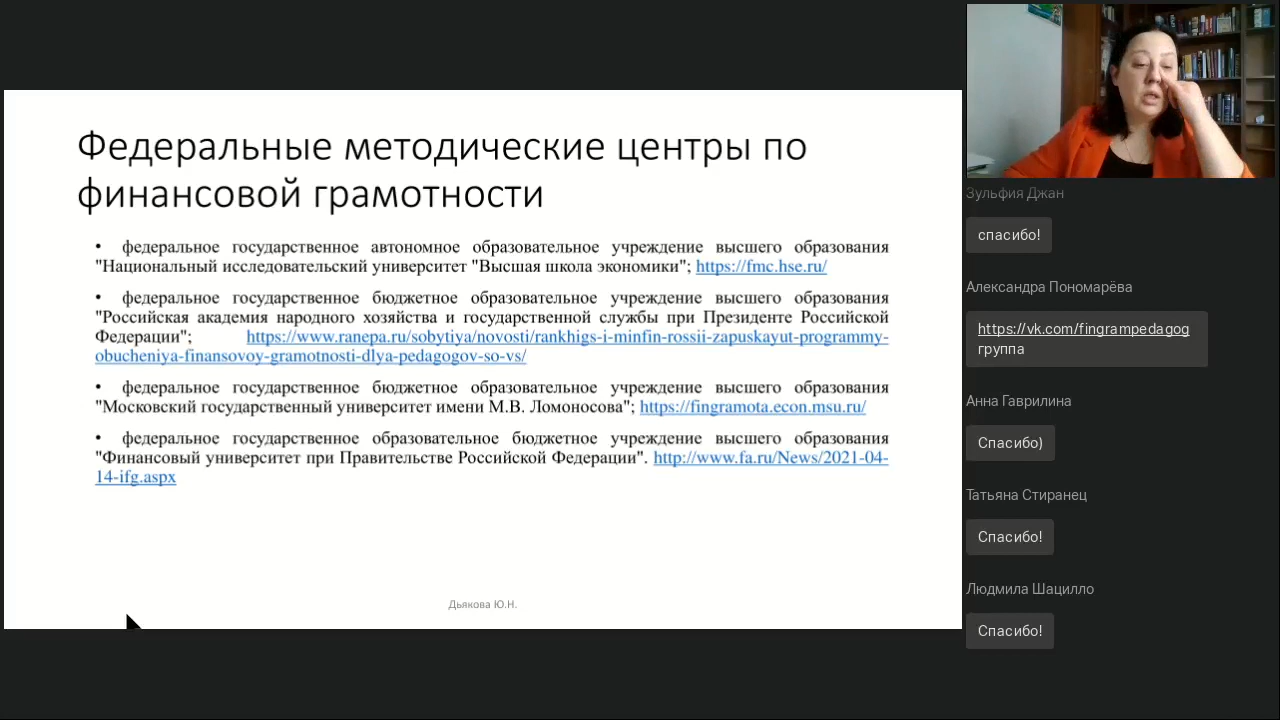 Федеральные методические центры по
финансовой грамотности
• федеральное государственное автономное образовательное учреждение высшего образования
"Национальный исследовательский университет "Высшая школа экономики"; https://fmc.hse.ru/
• федеральное государственное бюджетное образовательное учреждение высшего образования
"Российская академия народного хозяйства и государственной службы при Президенте Российской
Федерации"; https://www.ranepa.ru/sobytiya/novosti/rankhigs-i-minfin-rossii-zapuskayut-programmy-
obucheniya-finansovoy-gramotnosti-dlya-pedagogov-so-vs/
• федеральное государственное бюджетное образовательное учреждение высшего образования
"Московский государственный университет имени М.В. Ломоносова"; https://fingramota.econ.msu.ru/
• федеральное государственное образовательное бюджетное учреждение высшего образования
"Финансовый университет при Правительстве Российской Федерации". http://www.fa.ru/News/2021-04-
14-ifg.aspx
Дьякова Ю.Н.
Зульфия Джан
спасибо!
Александра Пономарёва
https://vk.com/fingrampedagog
группа
Анна Гаврилина
Спасибо)
Татьяна Стиранец
Спасибо!
Людмила Шацилло
Спасибо!